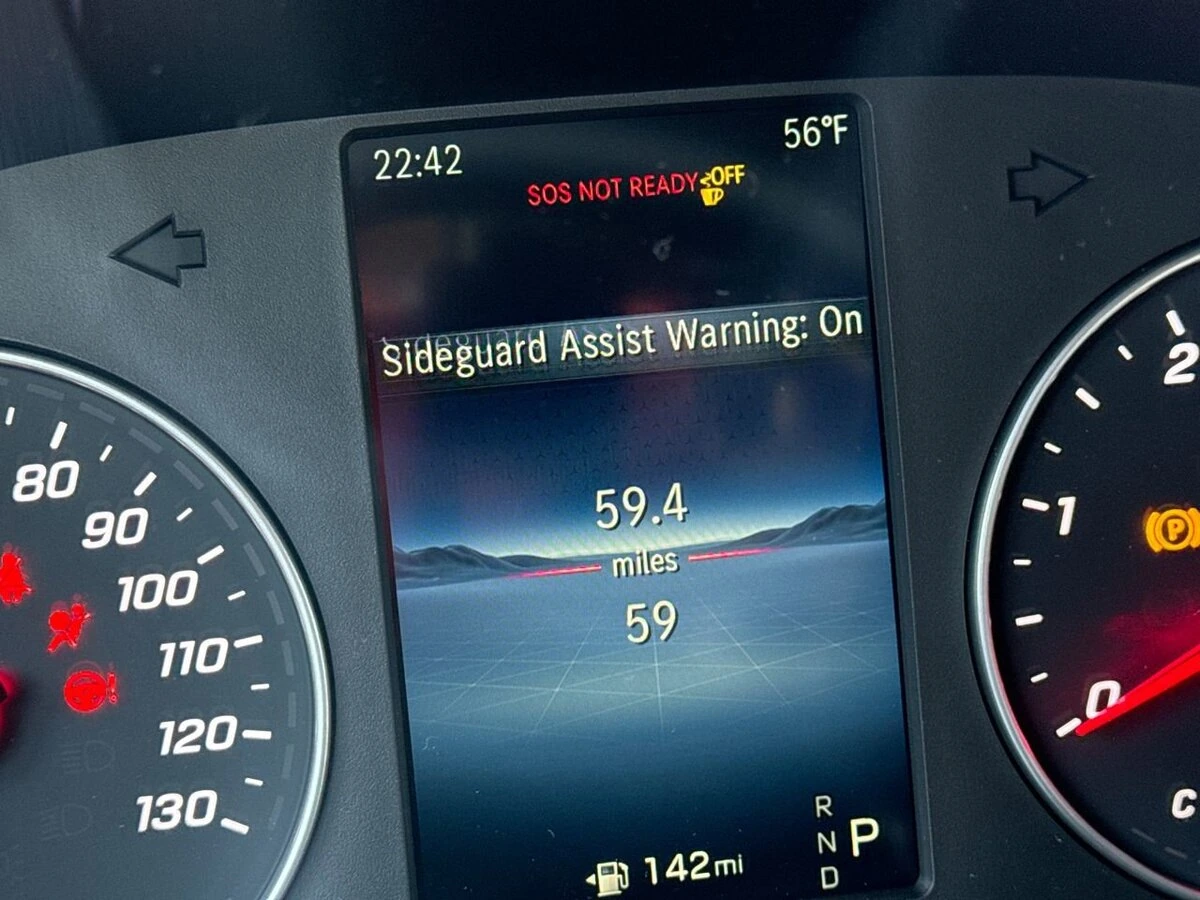 22:42
56°F
SOS NOT READY
OFF
Sideguard Assist Warning: On
59.4
miles
59
80
90
100
110
120
130
2
1
P
0
C
R
N
P
D
142mi